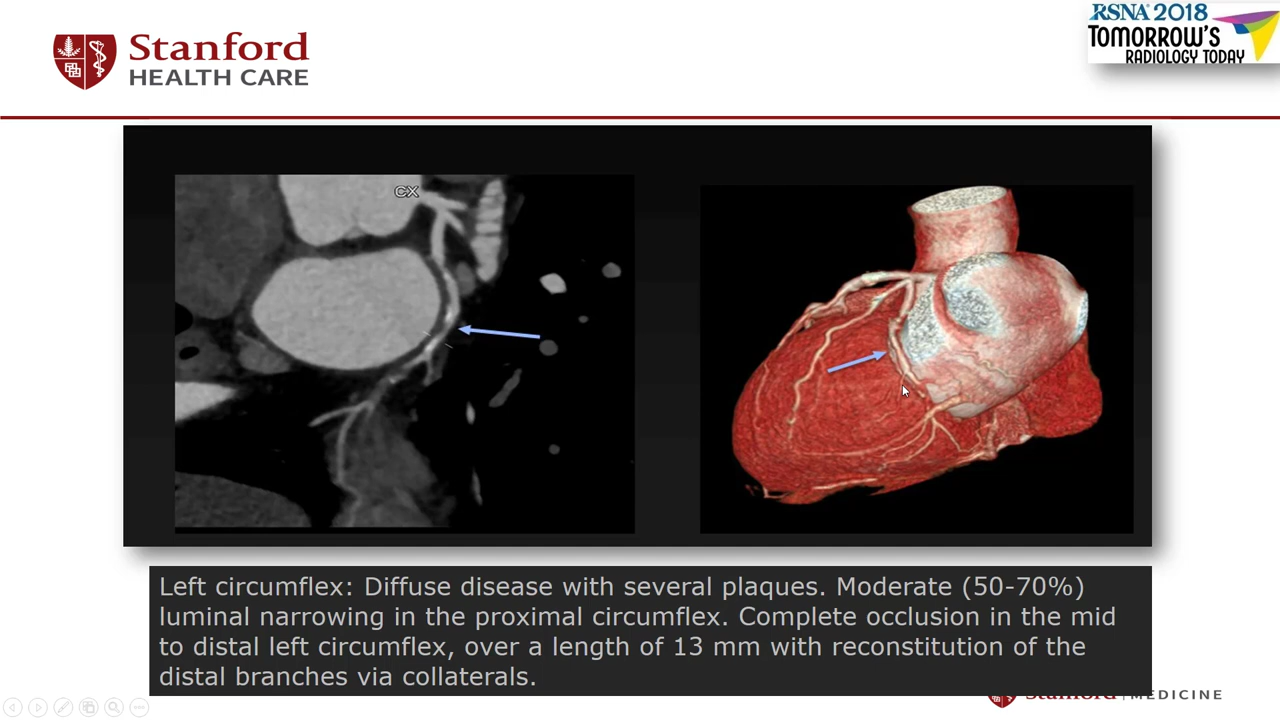 Stanford
HEALTH CARE
RSNA 2018
TOMORROW'S
RADIOLOGY TODAY
CX
Left circumflex: Diffuse disease with several plaques. Moderate (50-70%)
luminal narrowing in the proximal circumflex. Complete occlusion in the mid
to distal left circumflex, over a length of 13 mm with reconstitution of the
distal branches via collaterals.
Stanford | MEDICINE